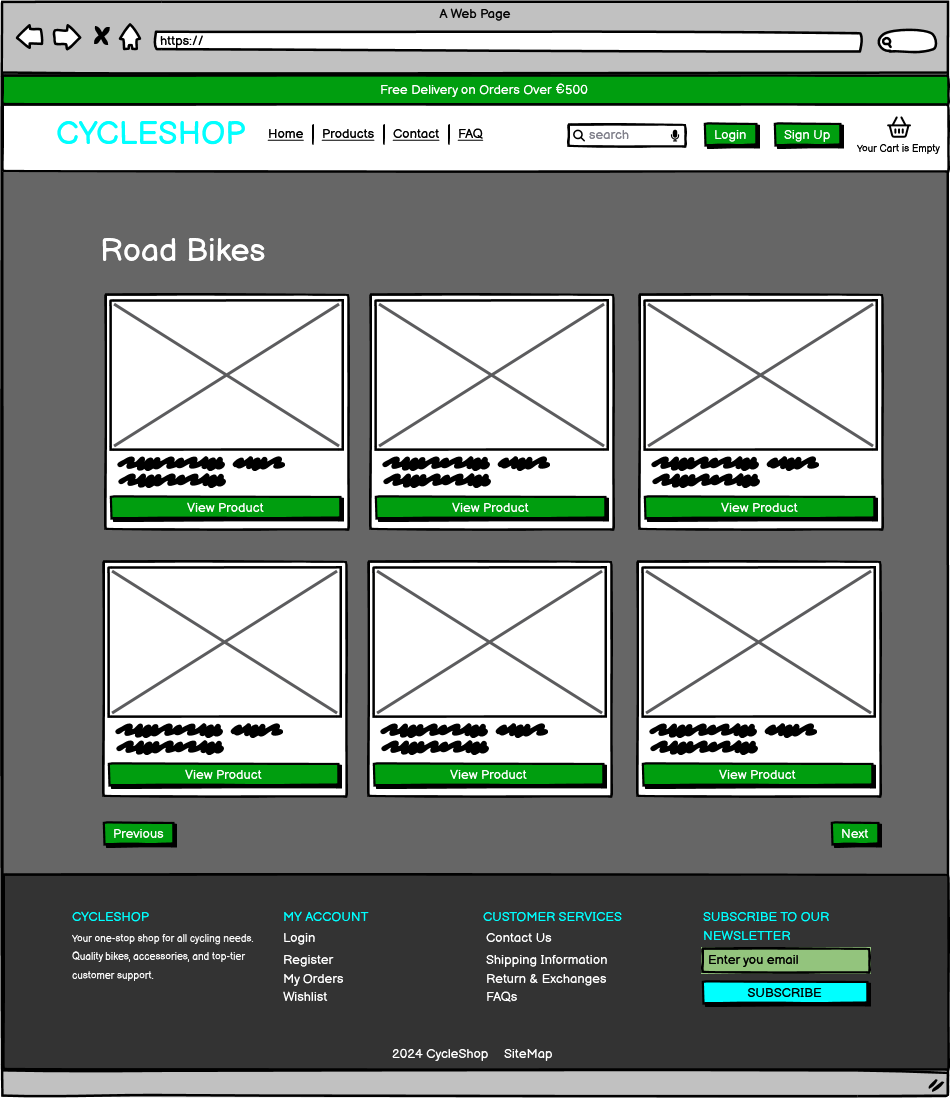 A Web Page
https://
Free Delivery on Orders Over €500
CYCLESHOP
Home Products Contact FAQ
search
Login
Sign Up
Your Cart is Empty
Road Bikes
View Product
View Product
View Product
View Product
View Product
View Product
Previous
Next
CYCLESHOP
Your one-stop shop for all cycling needs.
Quality bikes, accessories, and top-tier
customer support.
MY ACCOUNT
Login
Register
My Orders
Wishlist
CUSTOMER SERVICES
Contact Us
Shipping Information
Return & Exchanges
FAQs
SUBSCRIBE TO OUR
NEWSLETTER
Enter you email
SUBSCRIBE
2024 CycleShop SiteMap